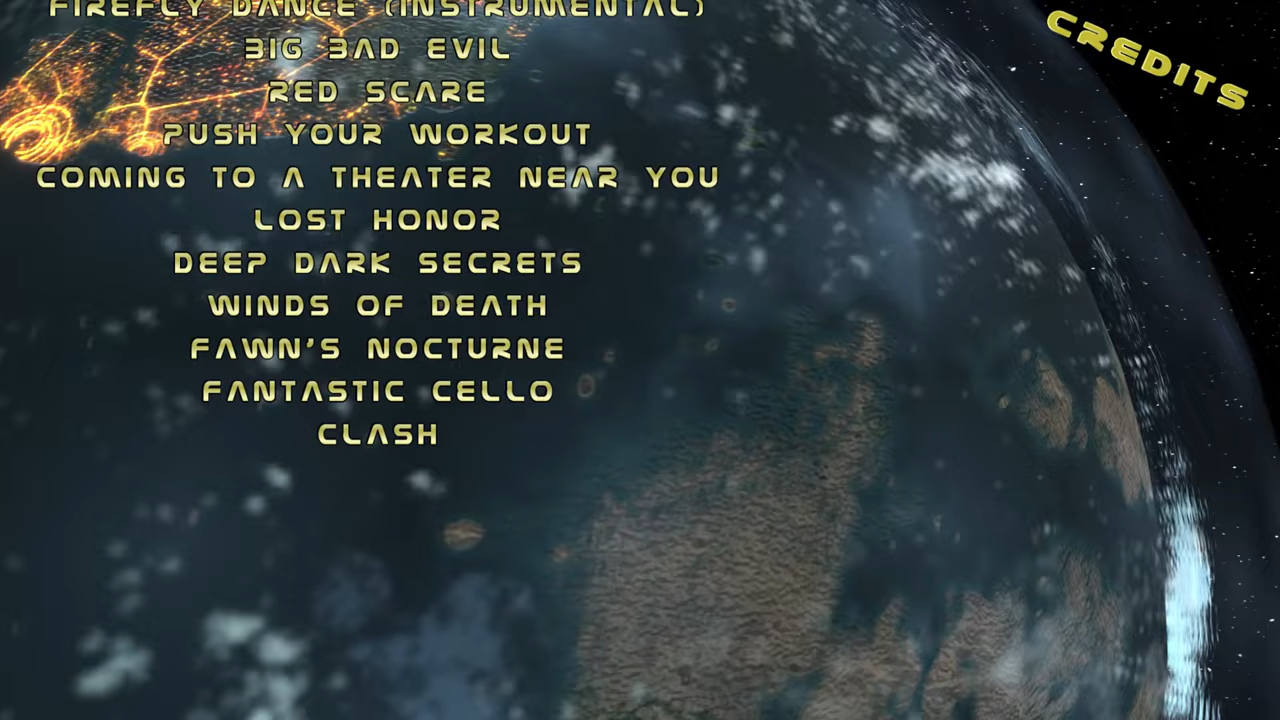 FIREFLY DANCE (INSTRUMENTAL)
BIG BAD EVIL
RED SCARE
PUSH YOUR WORKOUT
COMING TO A THEATER NEAR YOU
LOST HONOR
DEEP DARK SECRETS
WINDS OF DEATH
FAWN'S NOCTURNE
FANTASTIC CELLO
CLASH
CREDITS